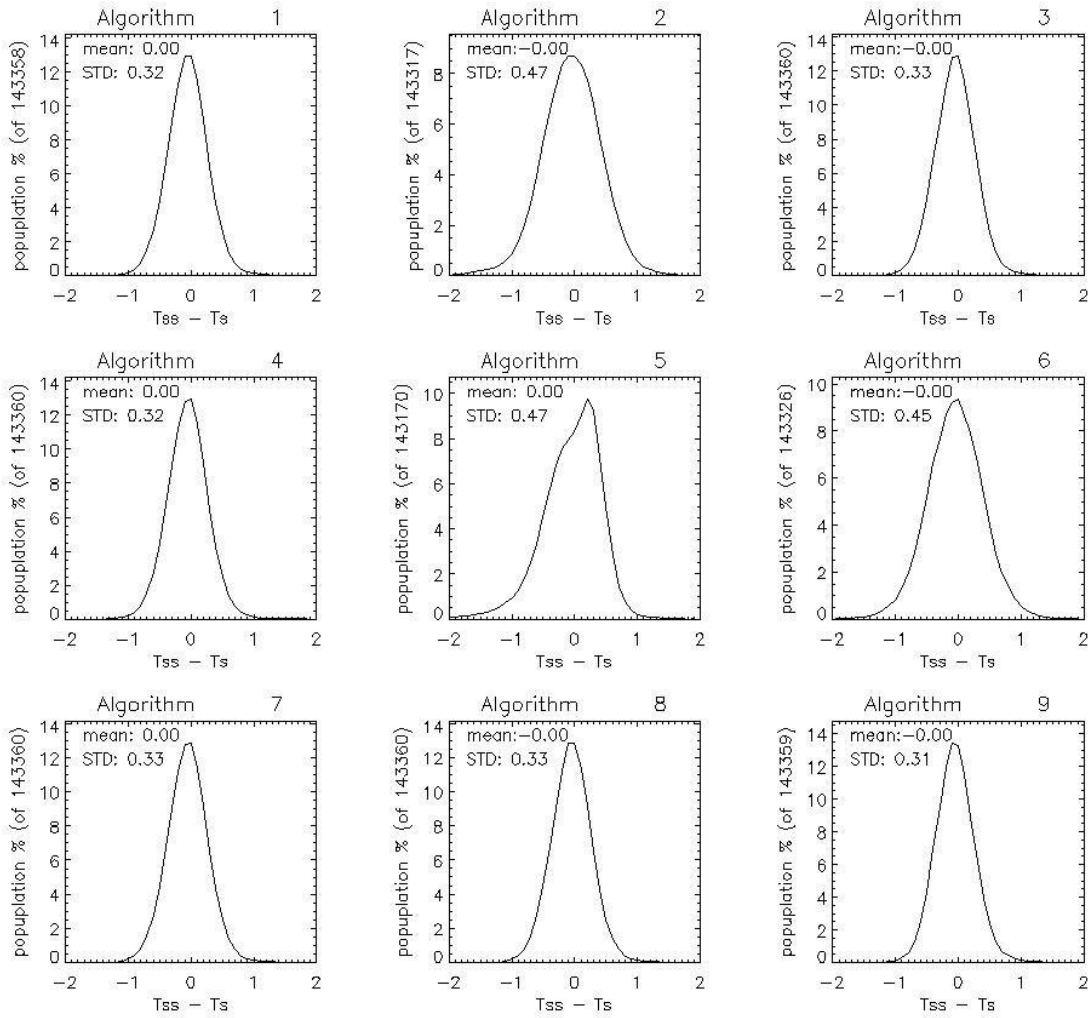 Algorithm 1
mean: 0.00
STD: 0.32
popuplation % (of 143358)
14
12
10
8
6
4
2
0
−2 −1 0 1 2
Tss − Ts
Algorithm 2
mean:−0.00
STD: 0.47
popuplation % (of 143317)
8
6
4
2
0
−2 −1 0 1 2
Tss − Ts
Algorithm 3
mean:−0.00
STD: 0.33
popuplation % (of 143360)
14
12
10
8
6
4
2
0
−2 −1 0 1 2
Tss − Ts
Algorithm 4
mean: 0.00
STD: 0.32
popuplation % (of 143360)
14
12
10
8
6
4
2
0
−2 −1 0 1 2
Tss − Ts
Algorithm 5
mean: 0.00
STD: 0.47
popuplation % (of 143170)
10
8
6
4
2
0
−2 −1 0 1 2
Tss − Ts
Algorithm 6
mean:−0.00
STD: 0.45
popuplation % (of 143326)
10
8
6
4
2
0
−2 −1 0 1 2
Tss − Ts
Algorithm 7
mean: 0.00
STD: 0.33
popuplation % (of 143360)
14
12
10
8
6
4
2
0
−2 −1 0 1 2
Tss − Ts
Algorithm 8
mean:−0.00
STD: 0.33
popuplation % (of 143360)
14
12
10
8
6
4
2
0
−2 −1 0 1 2
Tss − Ts
Algorithm 9
mean:−0.00
STD: 0.31
popuplation % (of 143359)
14
12
10
8
6
4
2
0
−2 −1 0 1 2
Tss − Ts